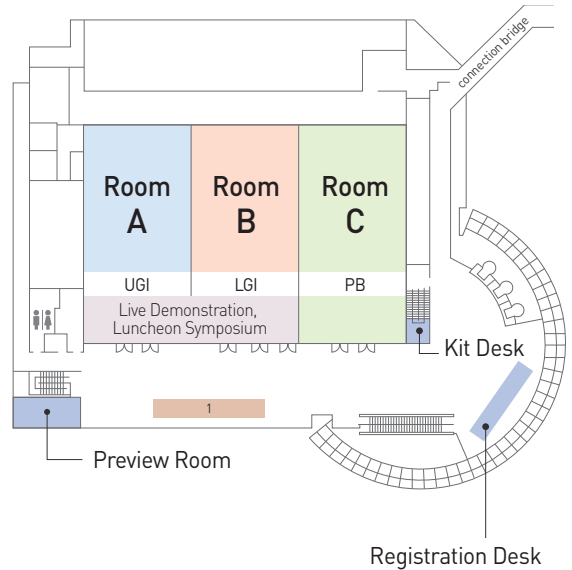 connection bridge
Room
A
Room
B
Room
C
UGI
LGI
PB
Live Demonstration,
Luncheon Symposium
Kit Desk
1
Preview Room
Registration Desk